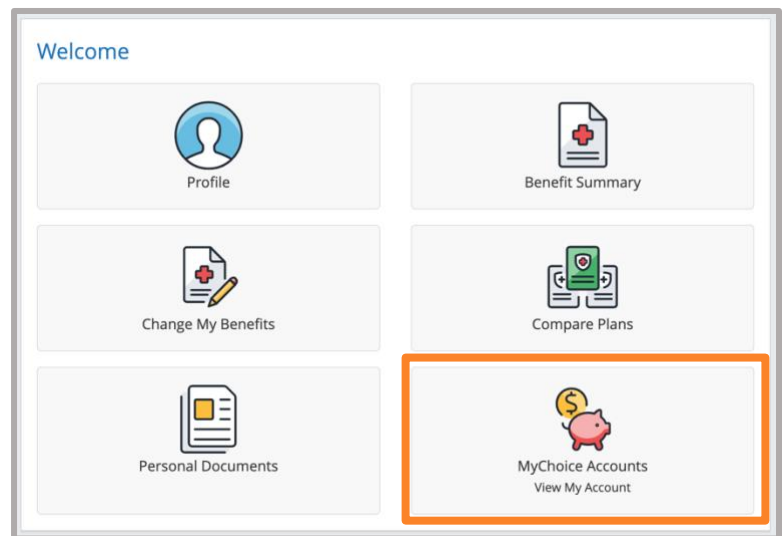 Welcome
Profile
Benefit Summary
Change My Benefits
Compare Plans
Personal Documents
MyChoice Accounts
View My Account